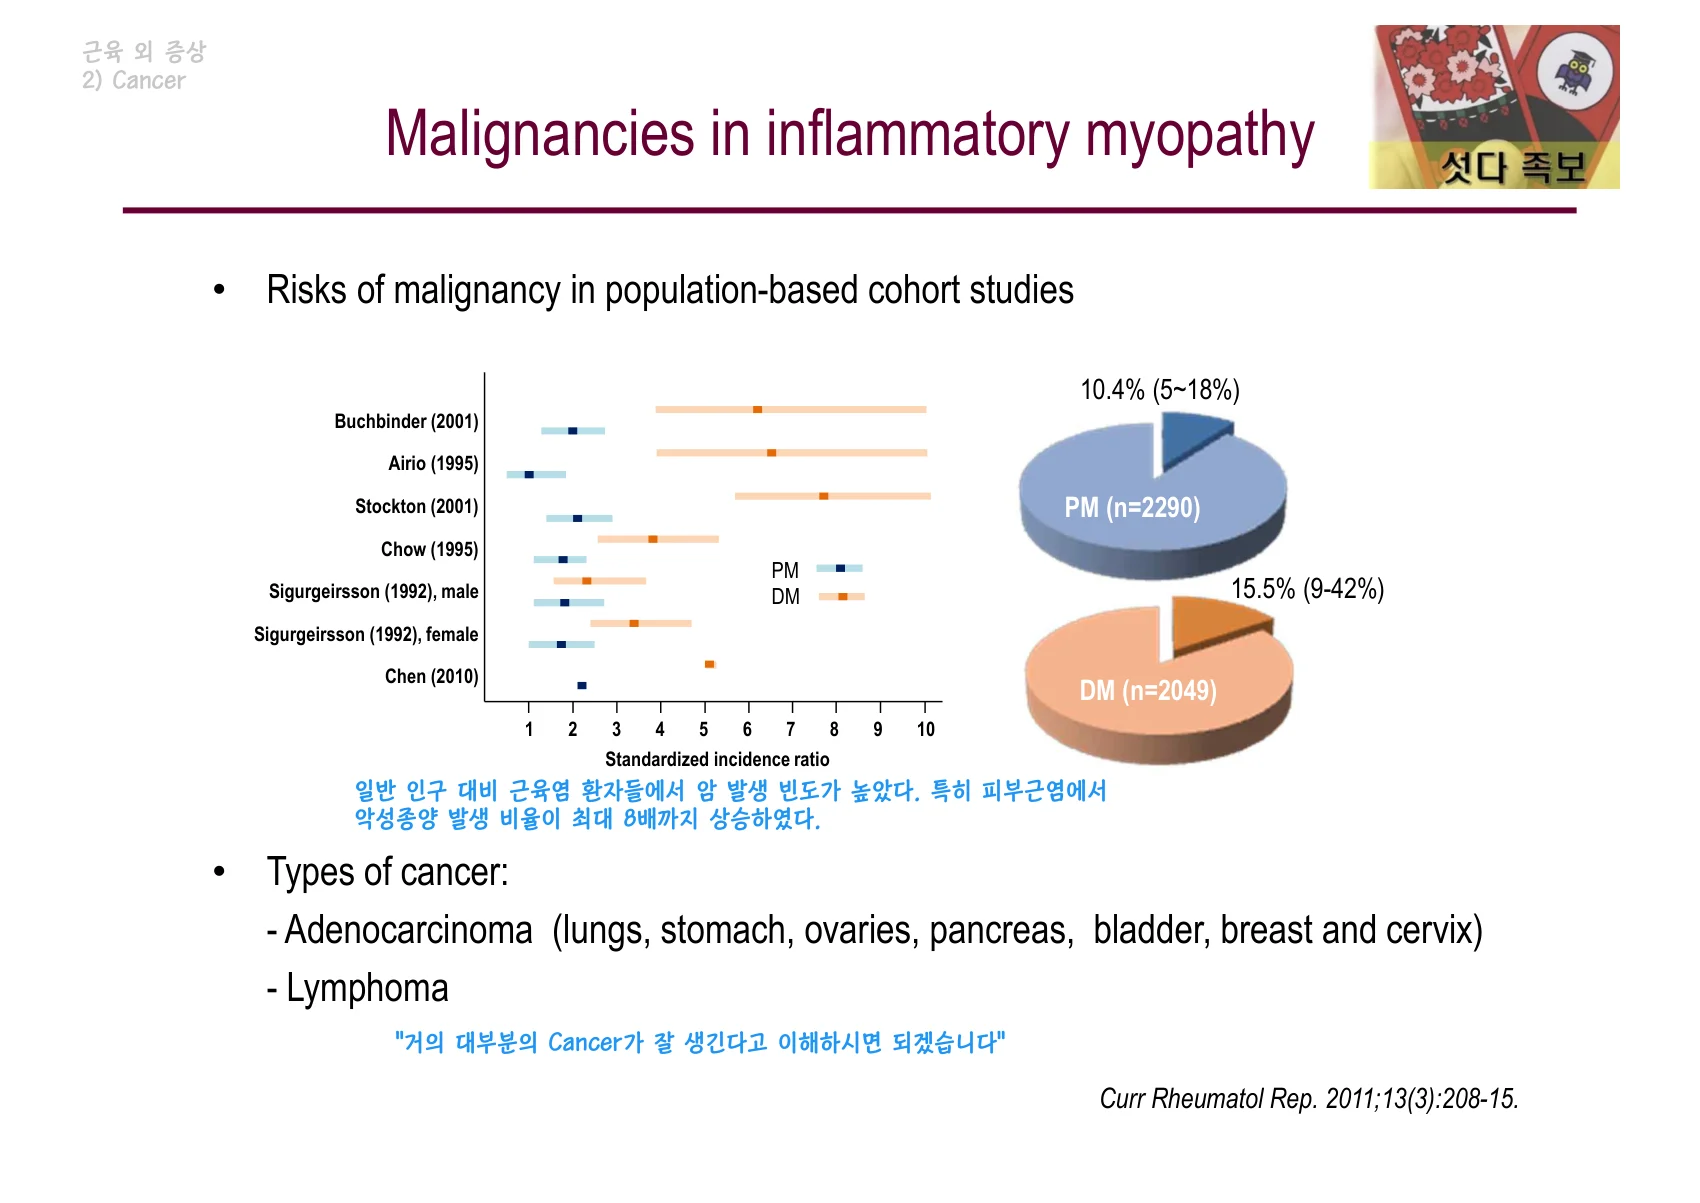 근육 외 증상
2) Cancer
Malignancies in inflammatory myopathy
섯다 족보
• Risks of malignancy in population-based cohort studies
Buchbinder (2001)
Airio (1995)
Stockton (2001)
Chow (1995)
Sigurgeirsson (1992), male
Sigurgeirsson (1992), female
Chen (2010)
PM
DM
1 2 3 4 5 6 7 8 9 10
Standardized incidence ratio
10.4% (5~18%)
PM (n=2290)
15.5% (9-42%)
DM (n=2049)
일반 인구 대비 근육염 환자들에서 암 발생 빈도가 높았다. 특히 피부근염에서
악성종양 발생 비율이 최대 8배까지 상승하였다.
• Types of cancer:
- Adenocarcinoma (lungs, stomach, ovaries, pancreas, bladder, breast and cervix)
- Lymphoma
"거의 대부분의 Cancer가 잘 생긴다고 이해하시면 되겠습니다"
Curr Rheumatol Rep. 2011;13(3):208-15.